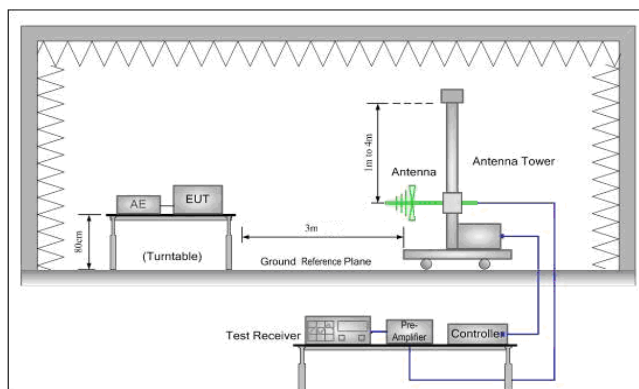 1m to 4m
Antenna
Antenna Tower
AE
EUT
3m
80cm
(Turntable)
Ground Reference Plane
Test Receiver
Pre-
Amplifier
Controller